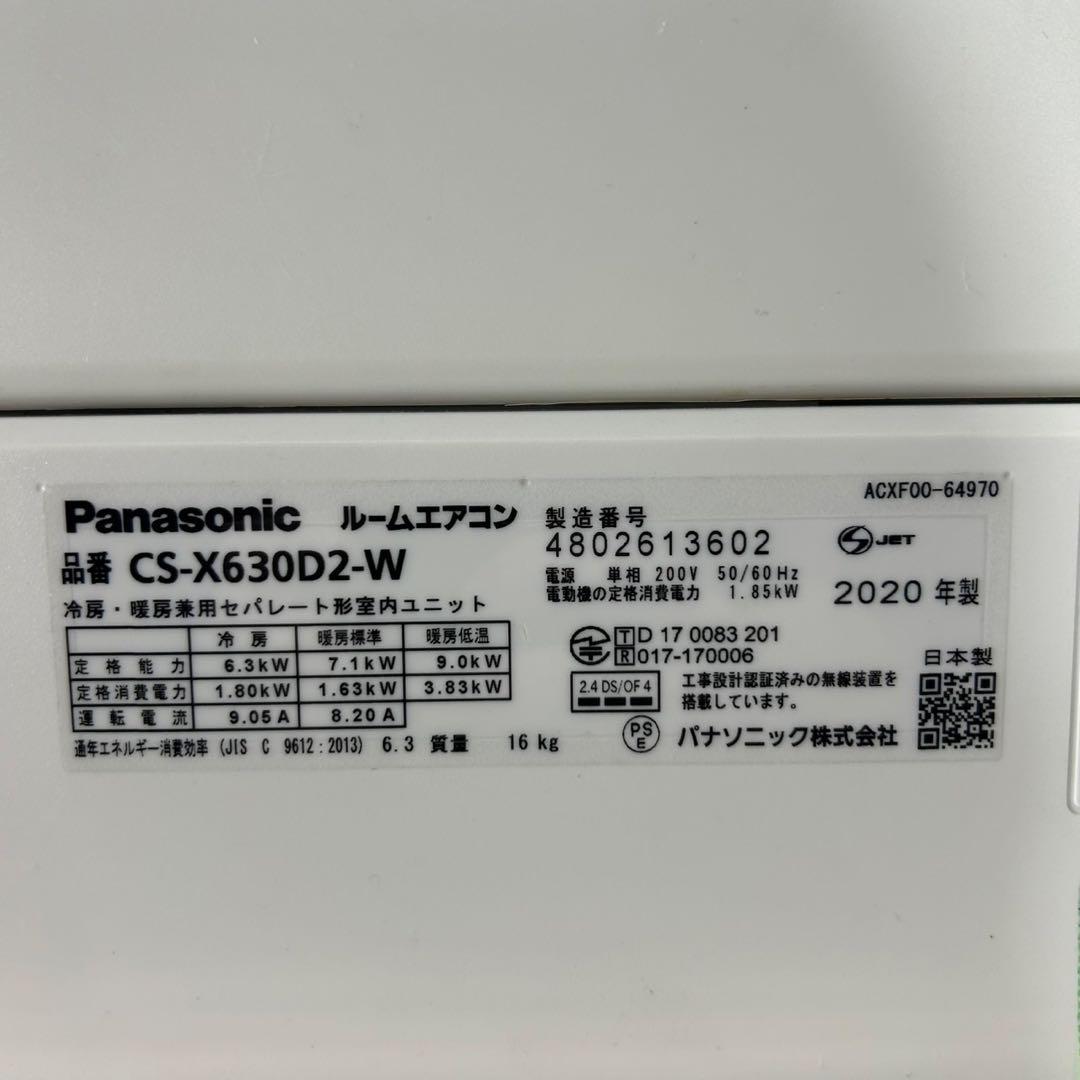 ACXF00-64970
Panasonic ルームエアコン
品番 CS-X630D2-W
冷房・暖房兼用セパレート形室内ユニット
冷房 暖房標準 暖房低温
定格能力 6.3kW 7.1kW 9.0kW
定格消費電力 1.80kW 1.63kW 3.83kW
運転電流 9.05A 8.20A
通年エネルギー消費効率 (JIS C 9612:2013) 6.3 質量 16kg
製造番号
4802613602
電源 単相 200V 50/60Hz
電動機の定格消費電力 1.85kW
JET
2020年製
T D 17 0083 201
R 017-170006
2.4 DS/OF 4
工事設計認証済みの無線装置を
搭載しています。
日本製
PS
E
パナソニック株式会社